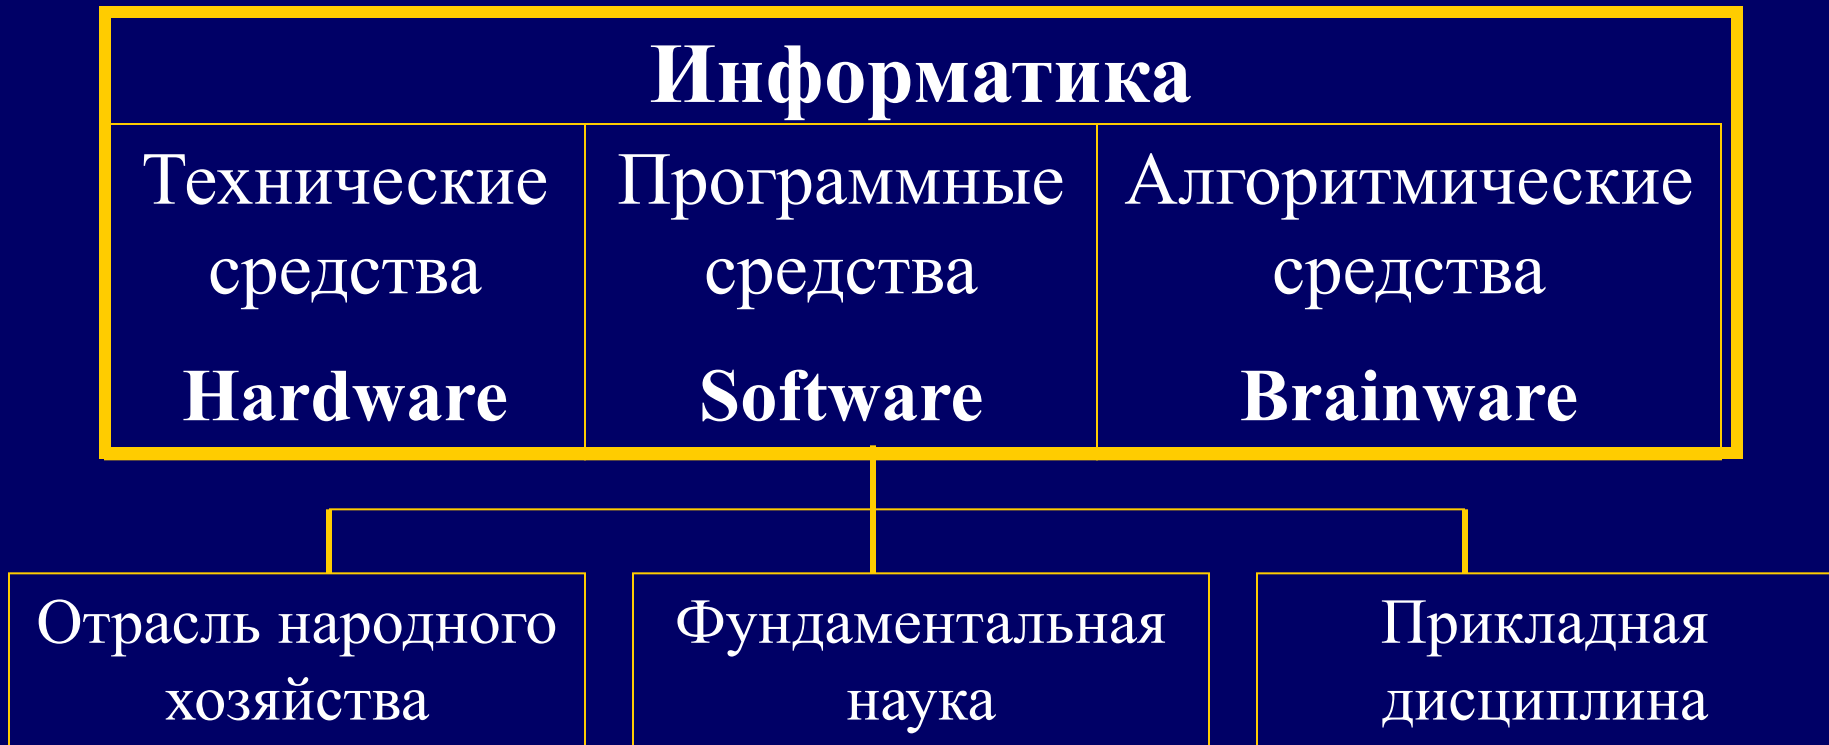 Информатика
Технические
средства
Hardware
Программные
средства
Software
Алгоритмические
средства
Brainware
Отрасль народного
хозяйства
Фундаментальная
наука
Прикладная
дисциплина